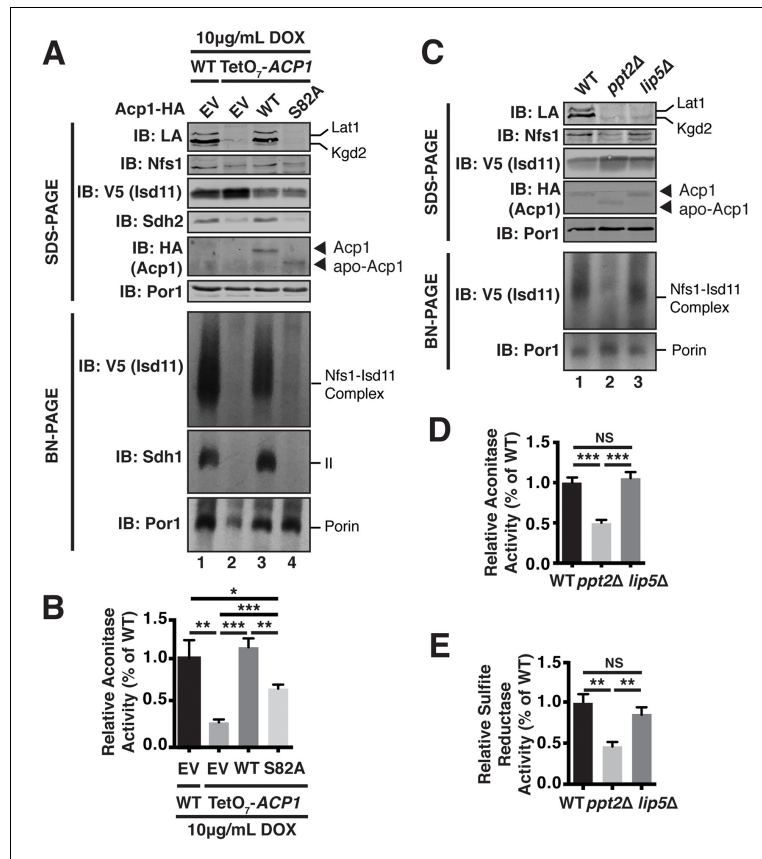 A
10µg/mL DOX
WT TetO7-ACP1
Acp1-HA EV EV WT S82A
SDS-PAGE
IB: LA Lat1
Kgd2
IB: Nfs1
IB: V5 (Isd11)
IB: Sdh2
IB: HA Acp1
(Acp1) apo-Acp1
IB: Por1
BN-PAGE
IB: V5 (Isd11)
Nfs1-Isd11
Complex
IB: Sdh1 II
IB: Por1 Porin
1 2 3 4
B
Relative Aconitase
Activity (% of WT)
1.5
1.0
0.5
0.0
*
***
** *** **
EV EV WT S82A
WT TetO7-ACP1
10µg/mL DOX
C
WT ppt2Δ lip5Δ
SDS-PAGE
IB: LA Lat1
Kgd2
IB: Nfs1
IB: V5 (Isd11)
IB: HA Acp1
(Acp1) apo-Acp1
IB: Por1
BN-PAGE
IB: V5 (Isd11) Nfs1-Isd11
Complex
IB: Por1 Porin
1 2 3
D
Relative Aconitase
Activity (% of WT)
1.5
1.0
0.5
0.0
NS
*** ***
WT ppt2Δ lip5Δ
E
Relative Sulfite
Reductase
Activity (% of WT)
1.5
1.0
0.5
0.0
NS
** **
WT ppt2Δ lip5Δ